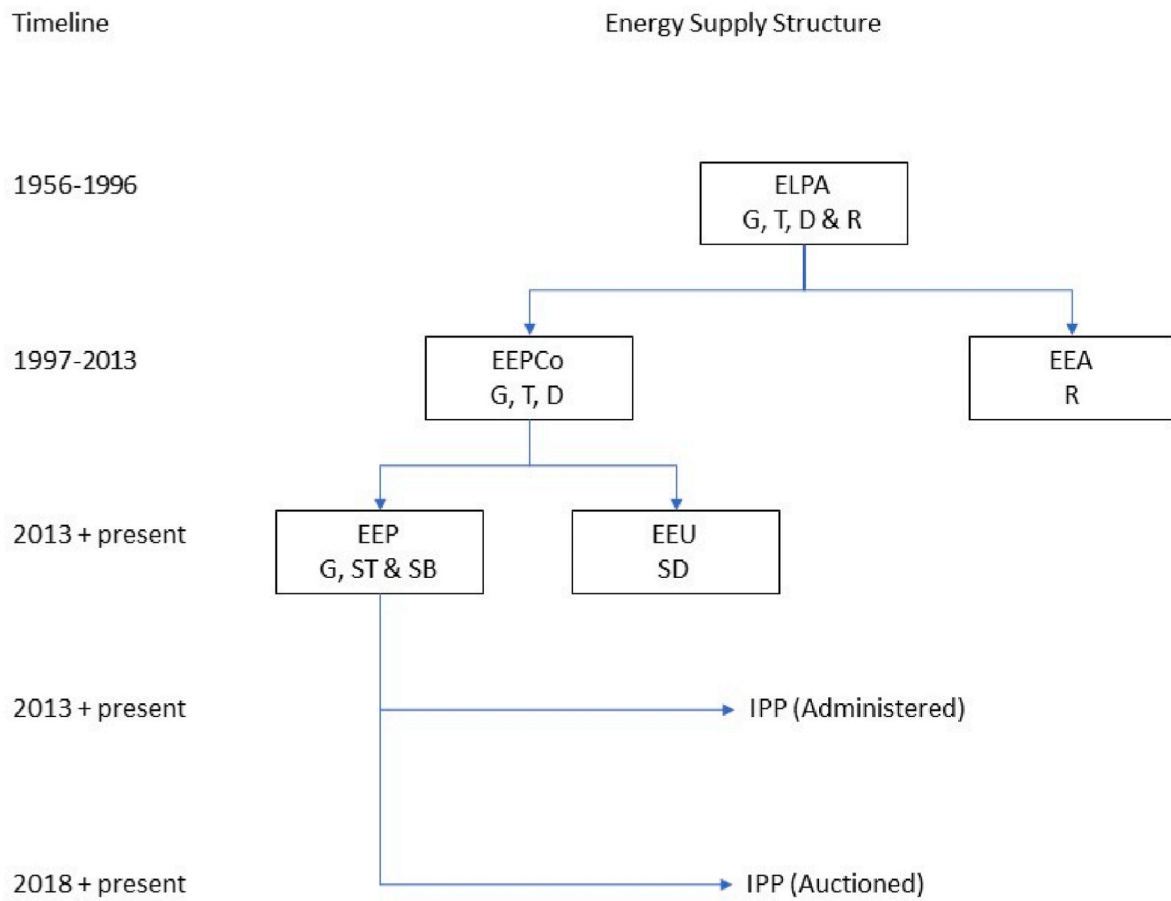 Timeline
Energy Supply Structure
1956-1996
ELPA
G, T, D & R
1997-2013
EEPCo
G, T, D
EEA
R
2013 + present
EEP
G, ST & SB
EEU
SD
2013 + present
IPP (Administered)
2018 + present
IPP (Auctioned)